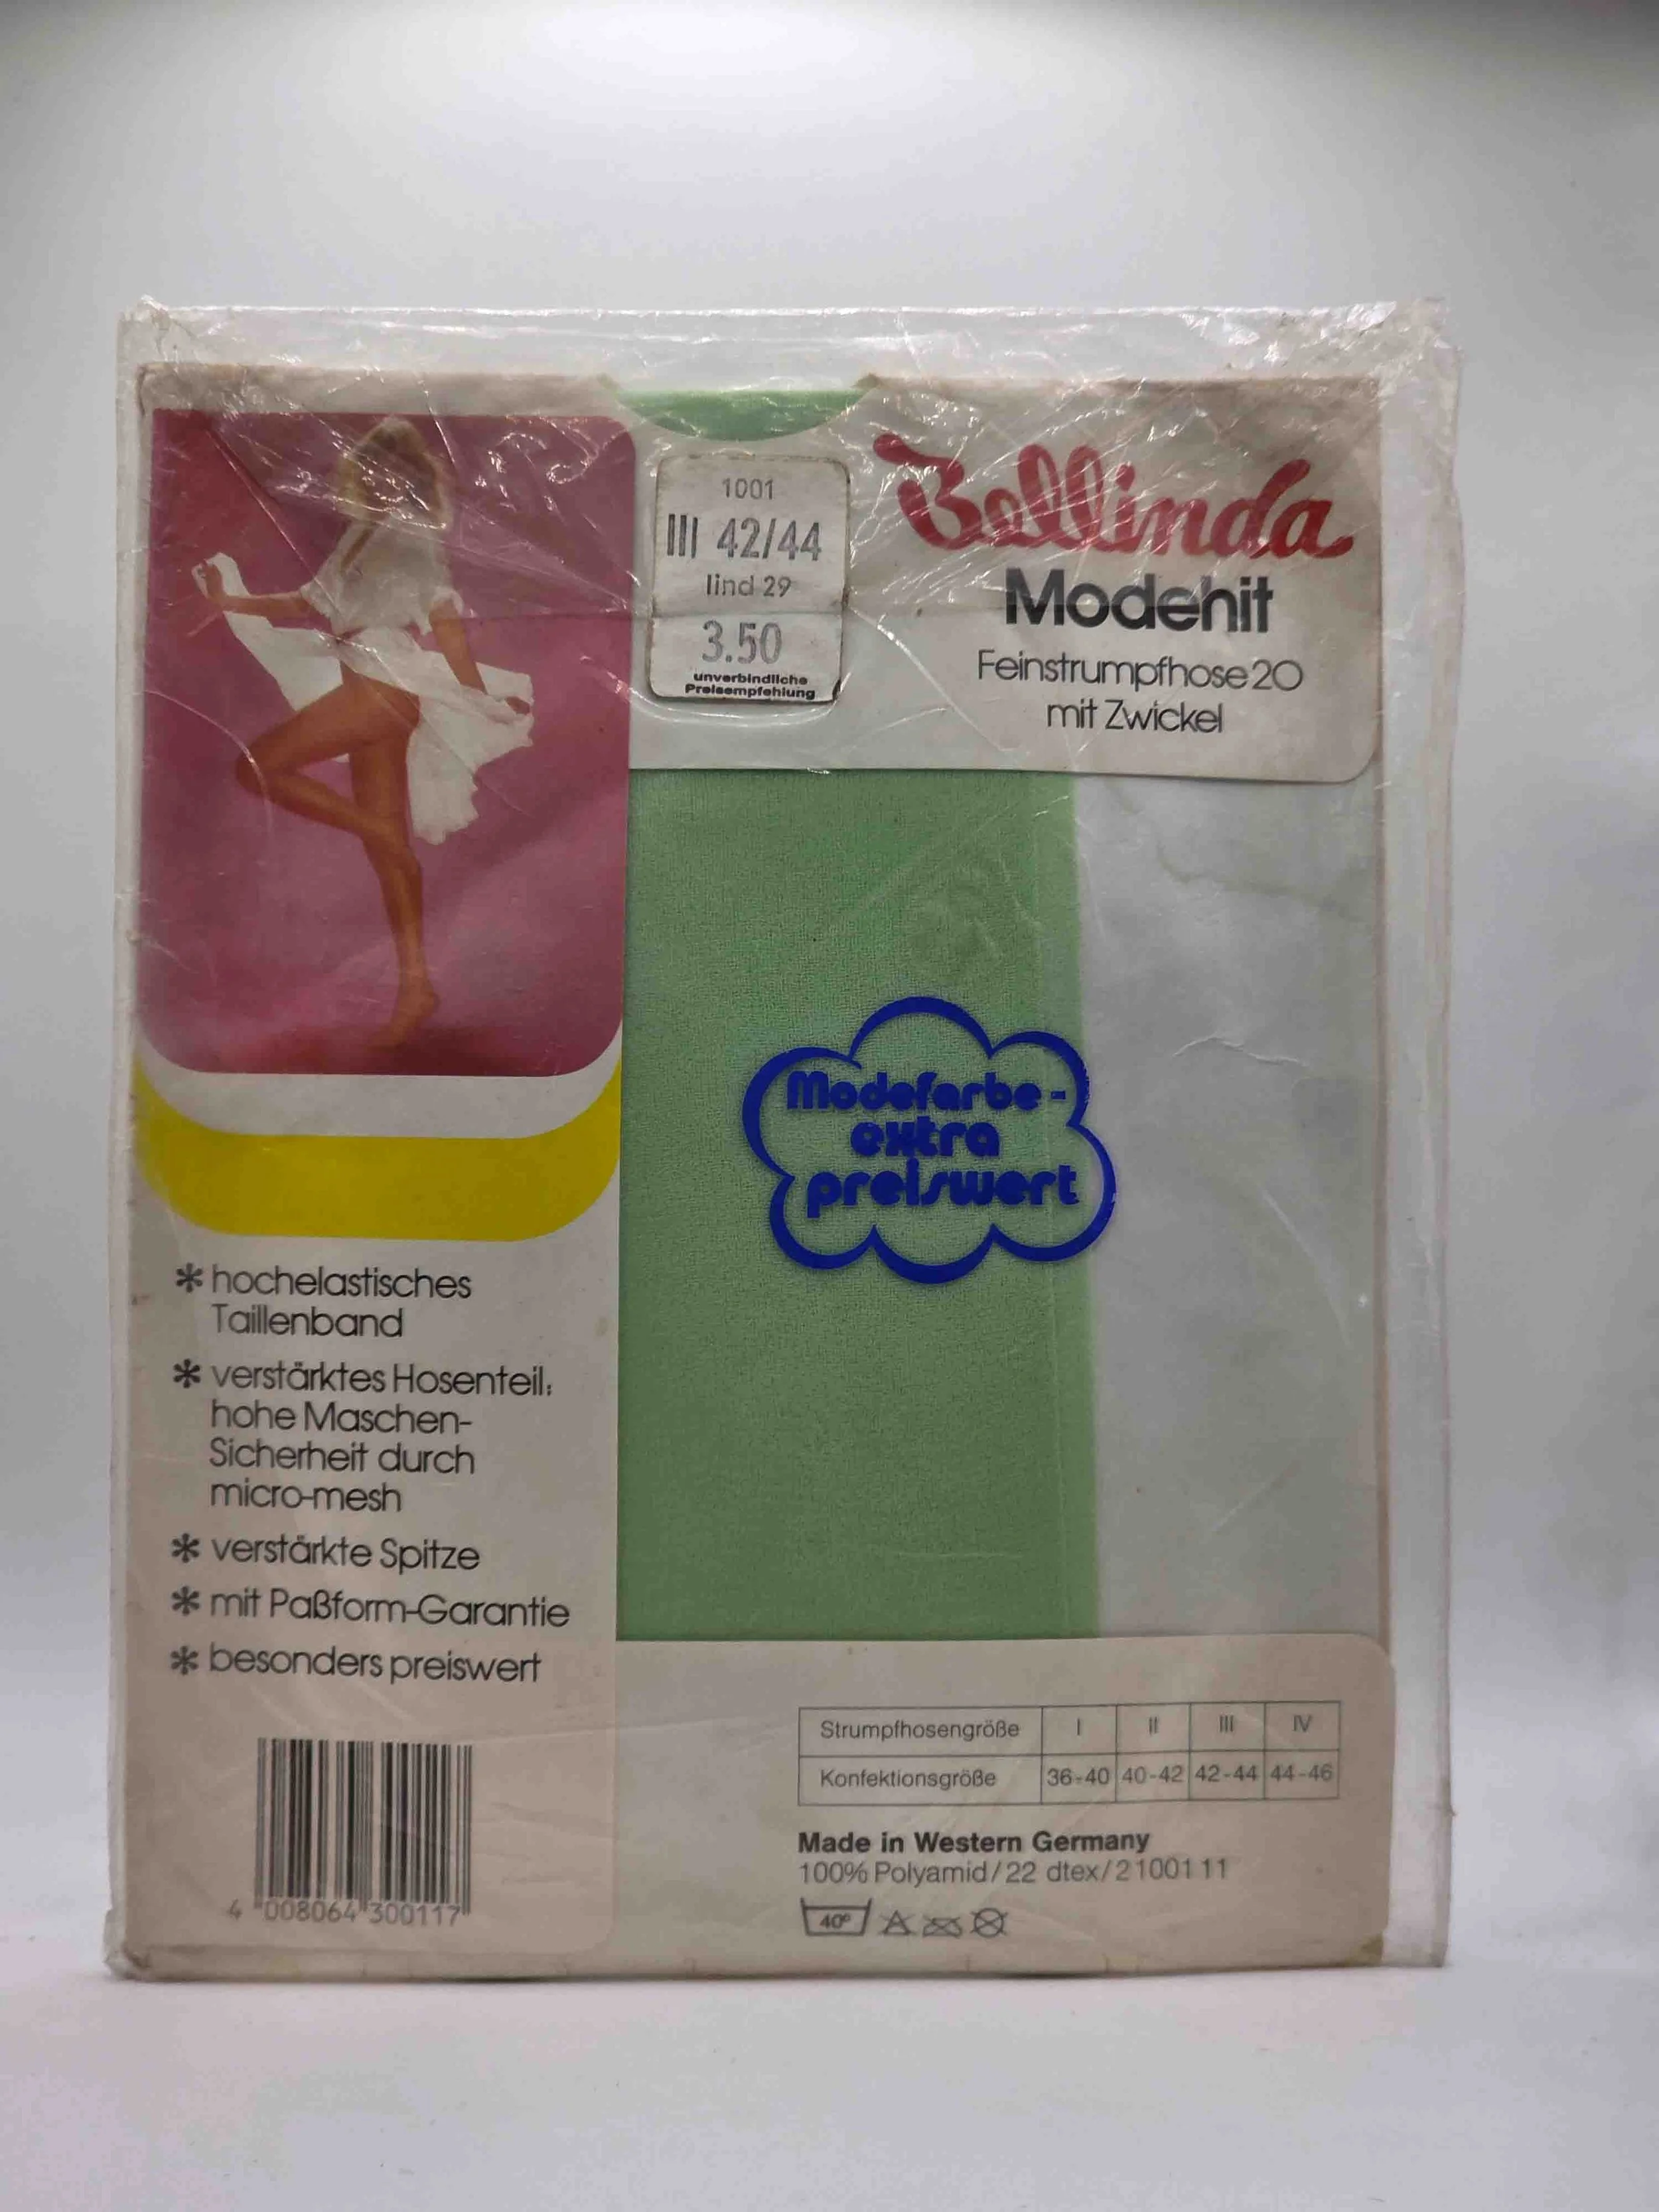 1001
III 42/44
lind 29
3.50
unverbindliche
Preisempfehlung
Bellinda
Modehit
Feinstrumpfhose 20
mit Zwickel
Modefarbe-
extra
preiswert
* hochelastisches
Taillenband
* verstärktes Hosenteil:
hohe Maschen-
Sicherheit durch
micro-mesh
* verstärkte Spitze
* mit Paßform-Garantie
* besonders preiswert
4 008064 300117
Strumpfhosengröße I II III IV
Konfektionsgröße 36-40 40-42 42-44 44-46
Made in Western Germany
100% Polyamid/22 dtex/2100111
40°